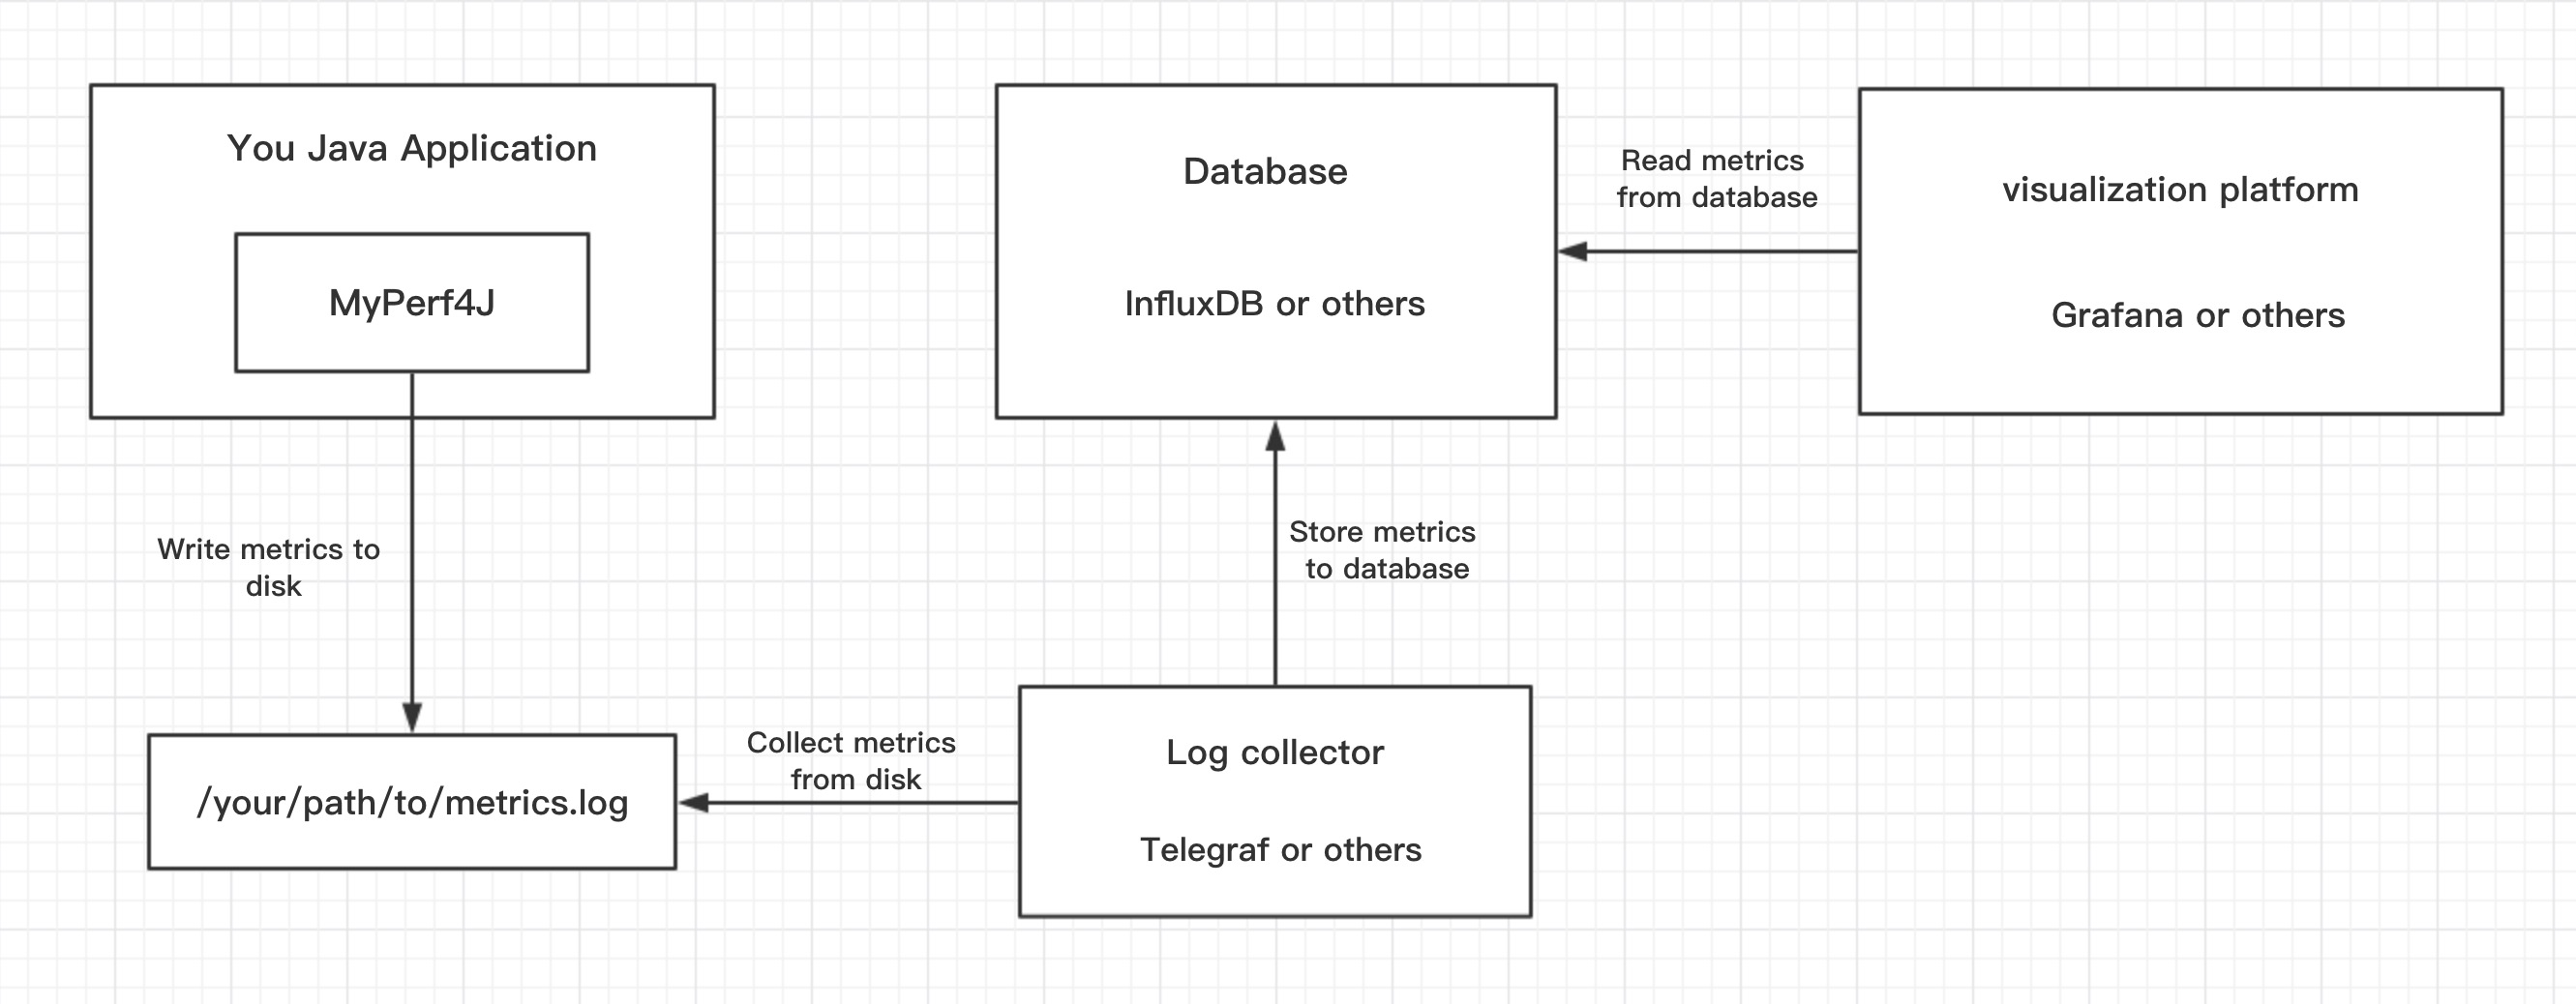 You Java Application
MyPerf4J
Write metrics to
disk
/your/path/to/metrics.log
Collect metrics
from disk
Log collector
Telegraf or others
Store metrics
to database
Database
InfluxDB or others
Read metrics
from database
visualization platform
Grafana or others